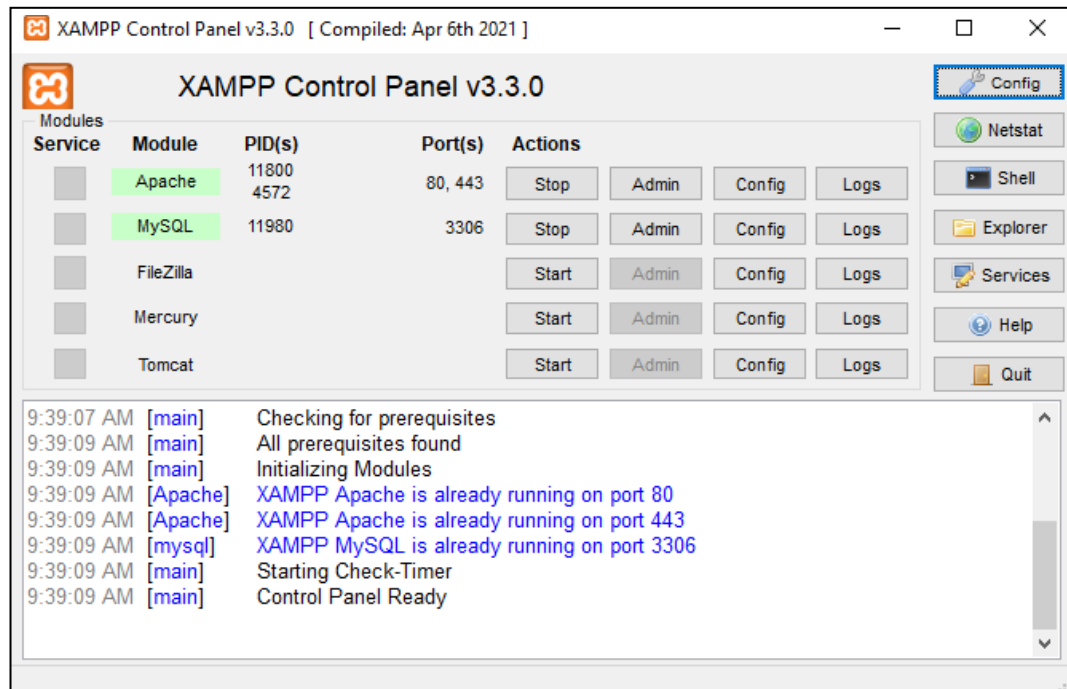 XAMPP Control Panel v3.3.0 [ Compiled: Apr 6th 2021 ]
XAMPP Control Panel v3.3.0
Config
Modules
Netstat
Service Module PID(s) Port(s) Actions
Apache 11800 4572 80, 443 Stop Admin Config Logs
Shell
MySQL 11980 3306 Stop Admin Config Logs
Explorer
FileZilla Start Admin Config Logs
Services
Mercury Start Admin Config Logs
Help
Tomcat Start Admin Config Logs
Quit
9:39:07 AM [main] Checking for prerequisites
9:39:09 AM [main] All prerequisites found
9:39:09 AM [main] Initializing Modules
9:39:09 AM [Apache] XAMPP Apache is already running on port 80
9:39:09 AM [Apache] XAMPP Apache is already running on port 443
9:39:09 AM [mysql] XAMPP MySQL is already running on port 3306
9:39:09 AM [main] Starting Check-Timer
9:39:09 AM [main] Control Panel Ready